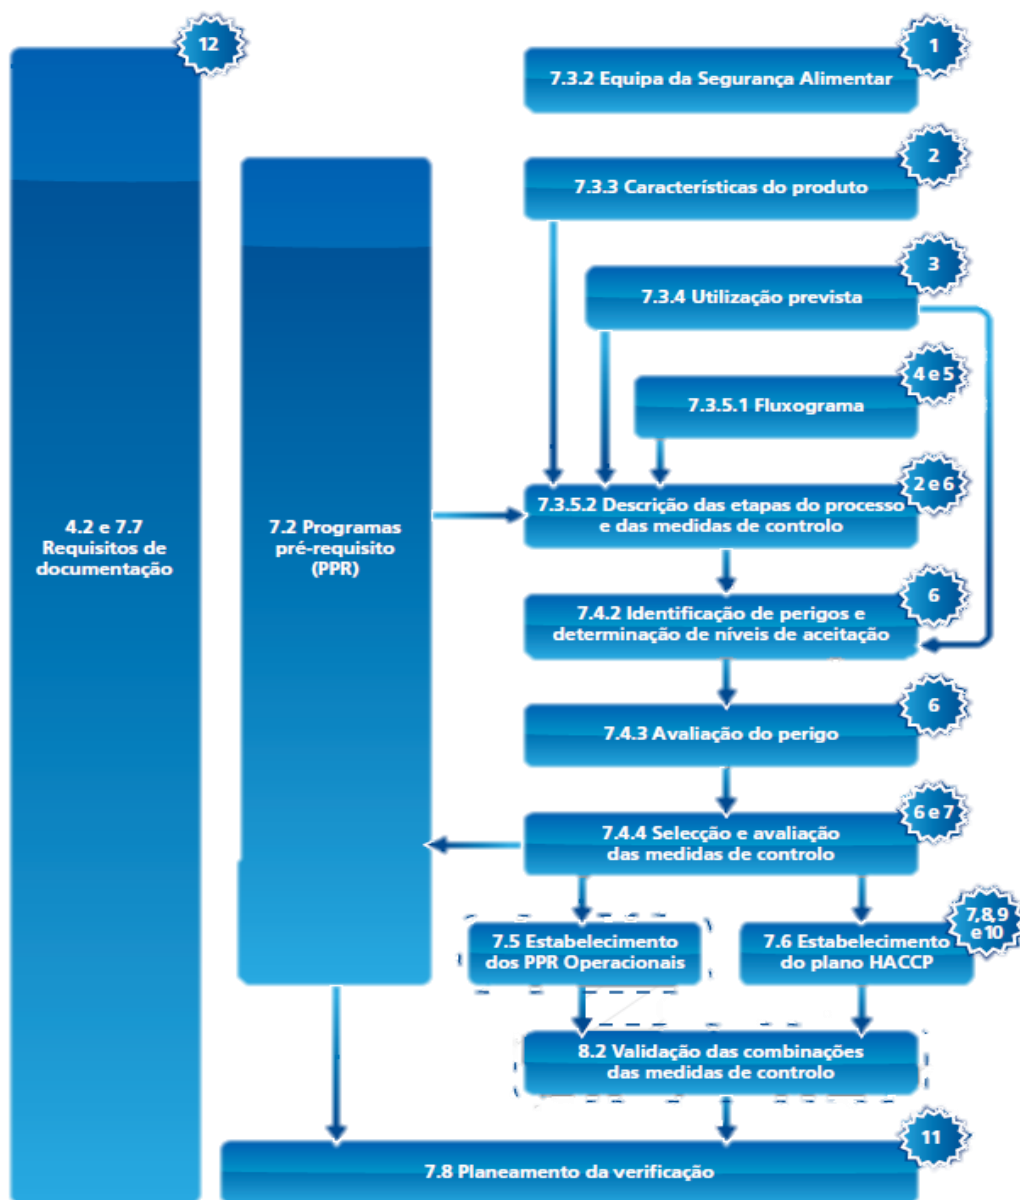 12
4.2 e 7.7
Requisitos de
documentação
7.2 Programas
pré-requisito
(PPR)
1
7.3.2 Equipa da Segurança Alimentar
2
7.3.3 Características do produto
3
7.3.4 Utilização prevista
4 e 5
7.3.5.1 Fluxograma
2 e 6
7.3.5.2 Descrição das etapas do processo
e das medidas de controlo
6
7.4.2 Identificação de perigos e
determinação de níveis de aceitação
6
7.4.3 Avaliação do perigo
6 e 7
7.4.4 Selecção e avaliação
das medidas de controlo
7.5 Estabelecimento
dos PPR Operacionais
7,8,9
e 10
7.6 Estabelecimento
do plano HACCP
8.2 Validação das combinações
das medidas de controlo
11
7.8 Planeamento da verificação